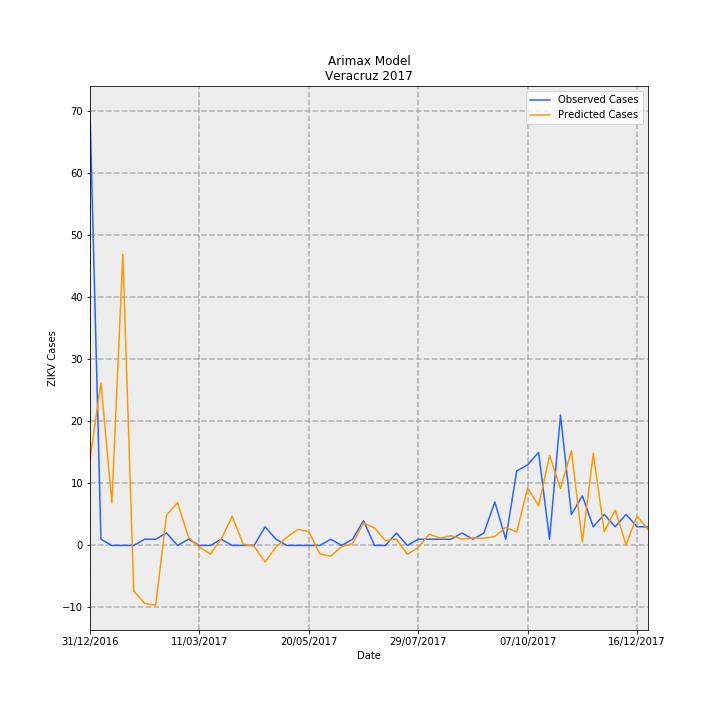 Arimax Model
Veracruz 2017
Observed Cases
Predicted Cases
ZIKV Cases
70
60
50
40
30
20
10
0
−10
31/12/2016 11/03/2017 20/05/2017 29/07/2017 07/10/2017 16/12/2017
Date